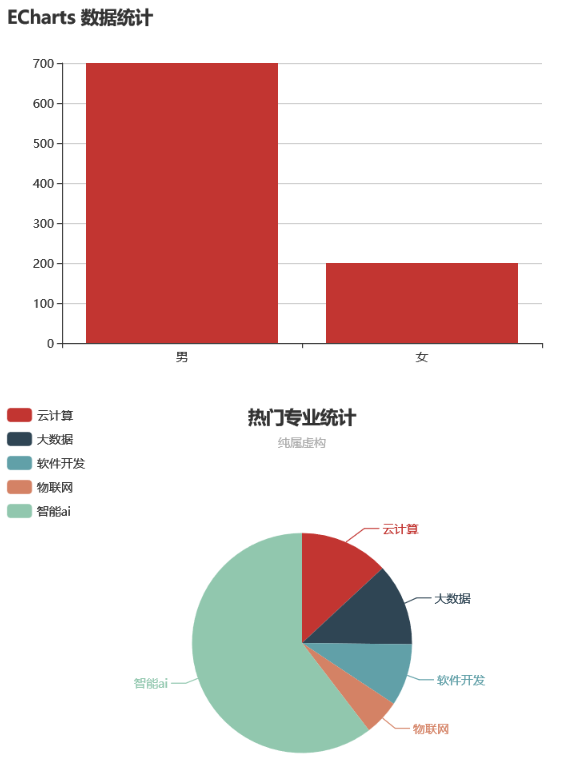 ECharts 数据统计
700
600
500
400
300
200
100
0
男 女
云计算
大数据
软件开发
物联网
智能ai
热门专业统计
纯属虚构
云计算
大数据
软件开发
智能ai
物联网